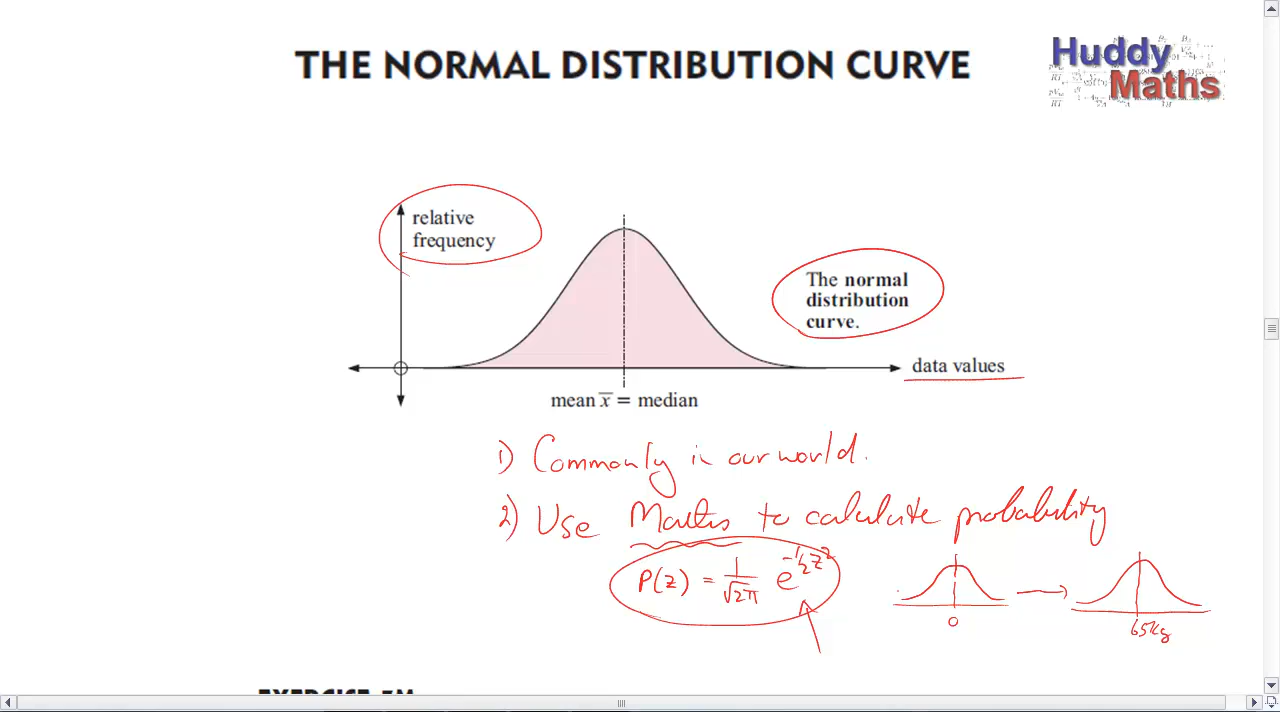 THE NORMAL DISTRIBUTION CURVE
Huddy
Maths
relative
frequency
The normal
distribution
curve.
data values
mean x̅ = median
1) Commonly in our world.
2) Use Maths to calculate probability
P(z) = 1/√2π e^-½z²
0
65kg